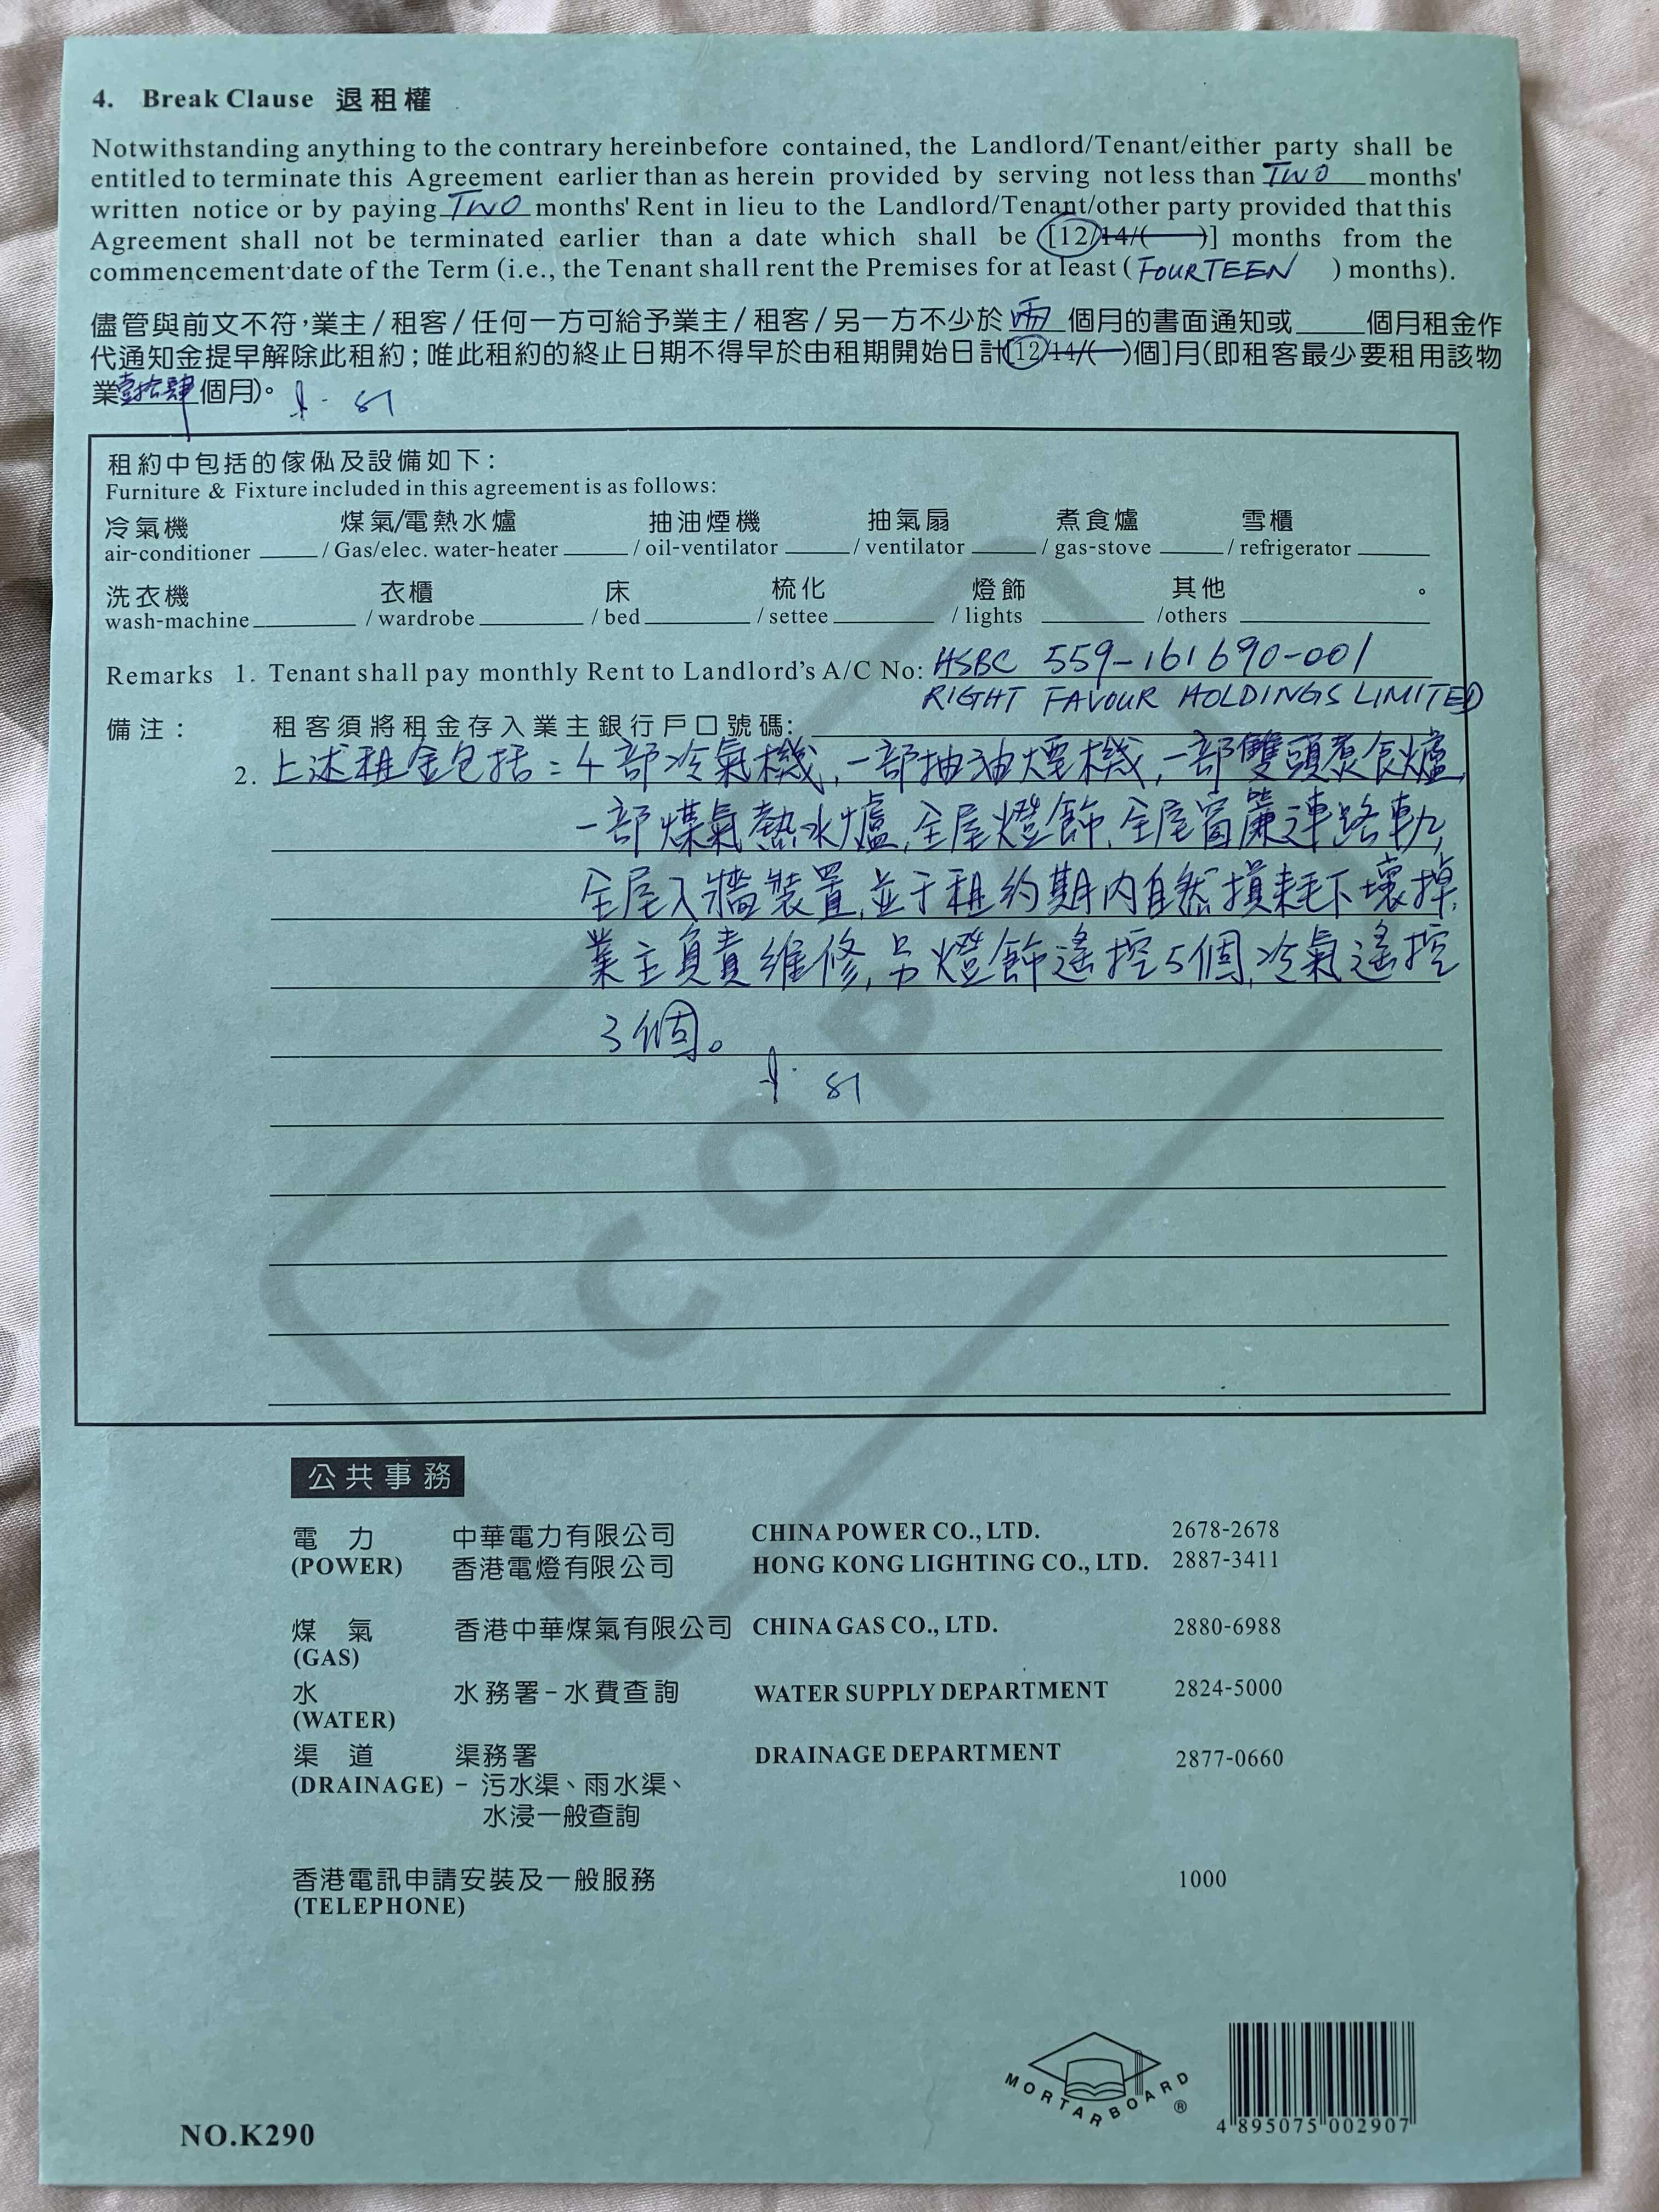 4. Break Clause 退租權
Notwithstanding anything to the contrary hereinbefore contained, the Landlord/Tenant/either party shall be
entitled to terminate this Agreement earlier than as herein provided by serving not less than TWO months'
written notice or by paying TWO months' Rent in lieu to the Landlord/Tenant/other party provided that this
Agreement shall not be terminated earlier than a date which shall be [12/14/( )] months from the
commencement date of the Term (i.e., the Tenant shall rent the Premises for at least ( FOURTEEN ) months).
儘管與前文不符,業主/租客/任何一方可給予業主/租客/另一方不少於 兩 個月的書面通知或_____個月租金作
代通知金提早解除此租約;唯此租約的終止日期不得早於由租期開始日計[12/14/( )個]月(即租客最少要租用該物
業壹拾肆個月)。
租約中包括的傢俬及設備如下:
Furniture & Fixture included in this agreement is as follows:
冷氣機 煤氣/電熱水爐 抽油煙機 抽氣扇 煮食爐 雪櫃
air-conditioner _____ / Gas/elec. water-heater _____ / oil-ventilator _____ / ventilator _____ / gas-stove _____ / refrigerator _____
洗衣機 衣櫃 床 梳化 燈飾 其他 。
wash-machine _____ / wardrobe _____ / bed _____ / settee _____ / lights _____ /others _____
Remarks 1. Tenant shall pay monthly Rent to Landlord's A/C No: HSBC 559-161690-001
RIGHT FAVOUR HOLDINGS LIMITED
備注: 租客須將租金存入業主銀行戶口號碼:
2. 上述租金包括:4部冷氣機,一部抽油煙機,一部雙頭煮食爐,
一部煤氣熱水爐,全屋燈飾,全屋窗簾連路軌,
全屋入牆裝置,並于租約期內自然損耗下壞掉,
業主負責維修,另燈飾遙控5個,冷氣遙控
3個。
COPY
公共事務
電 力 中華電力有限公司 CHINA POWER CO., LTD. 2678-2678
(POWER) 香港電燈有限公司 HONG KONG LIGHTING CO., LTD. 2887-3411
煤 氣 香港中華煤氣有限公司 CHINA GAS CO., LTD. 2880-6988
(GAS)
水 水務署-水費查詢 WATER SUPPLY DEPARTMENT 2824-5000
(WATER)
渠 道 渠務署 DRAINAGE DEPARTMENT 2877-0660
(DRAINAGE) - 污水渠、雨水渠、
水浸一般查詢
香港電訊申請安裝及一般服務 1000
(TELEPHONE)
MORTARBOARD ®
4 895075 002907
NO.K290